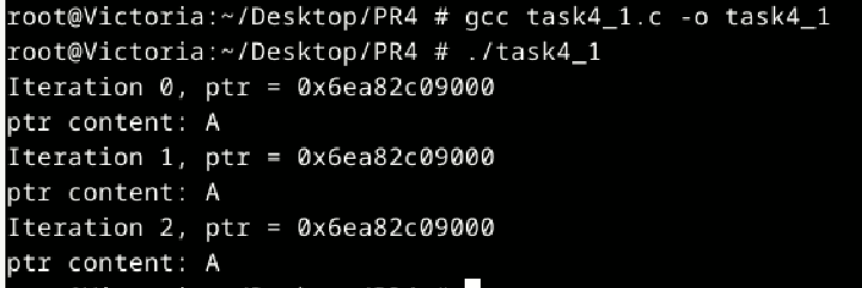 root@Victoria:~/Desktop/PR4 # gcc task4_1.c -o task4_1
root@Victoria:~/Desktop/PR4 # ./task4_1
Iteration 0, ptr = 0x6ea82c09000
ptr content: A
Iteration 1, ptr = 0x6ea82c09000
ptr content: A
Iteration 2, ptr = 0x6ea82c09000
ptr content: A